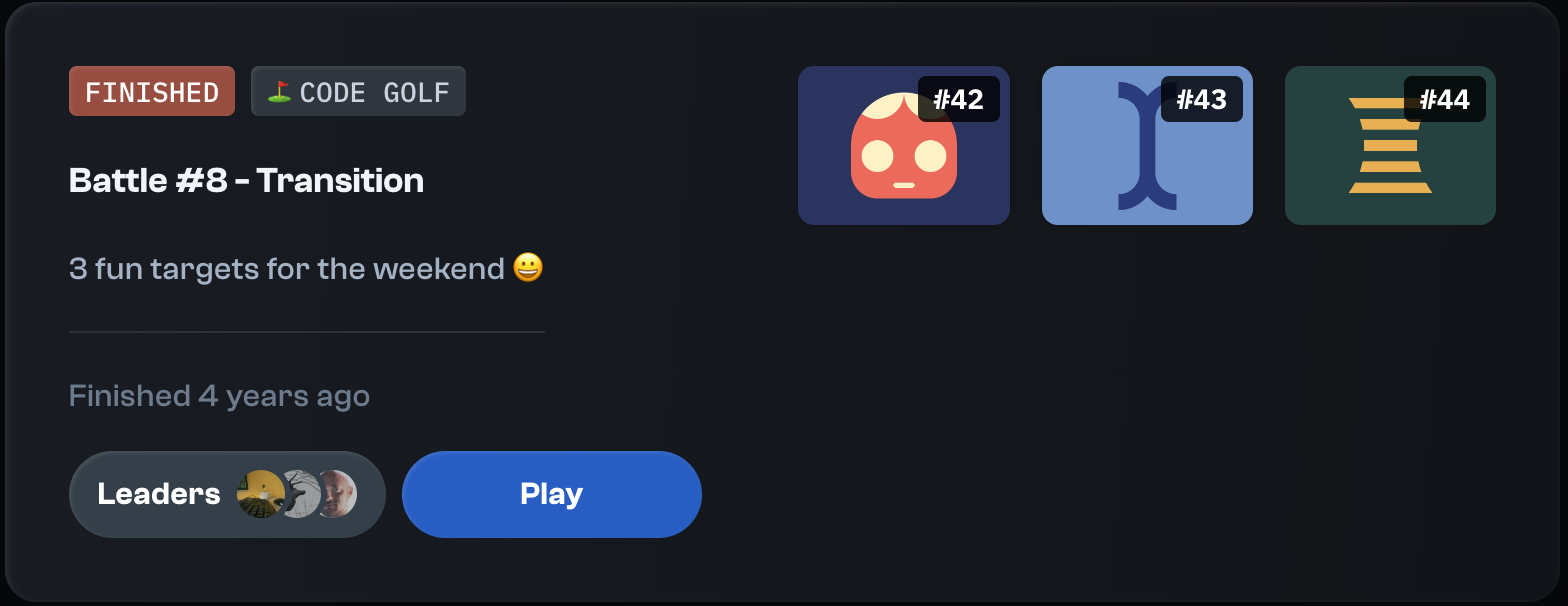 FINISHED
⛳ CODE GOLF
#42
#43
#44
Battle #8 - Transition
3 fun targets for the weekend 😀
Finished 4 years ago
Leaders
Play